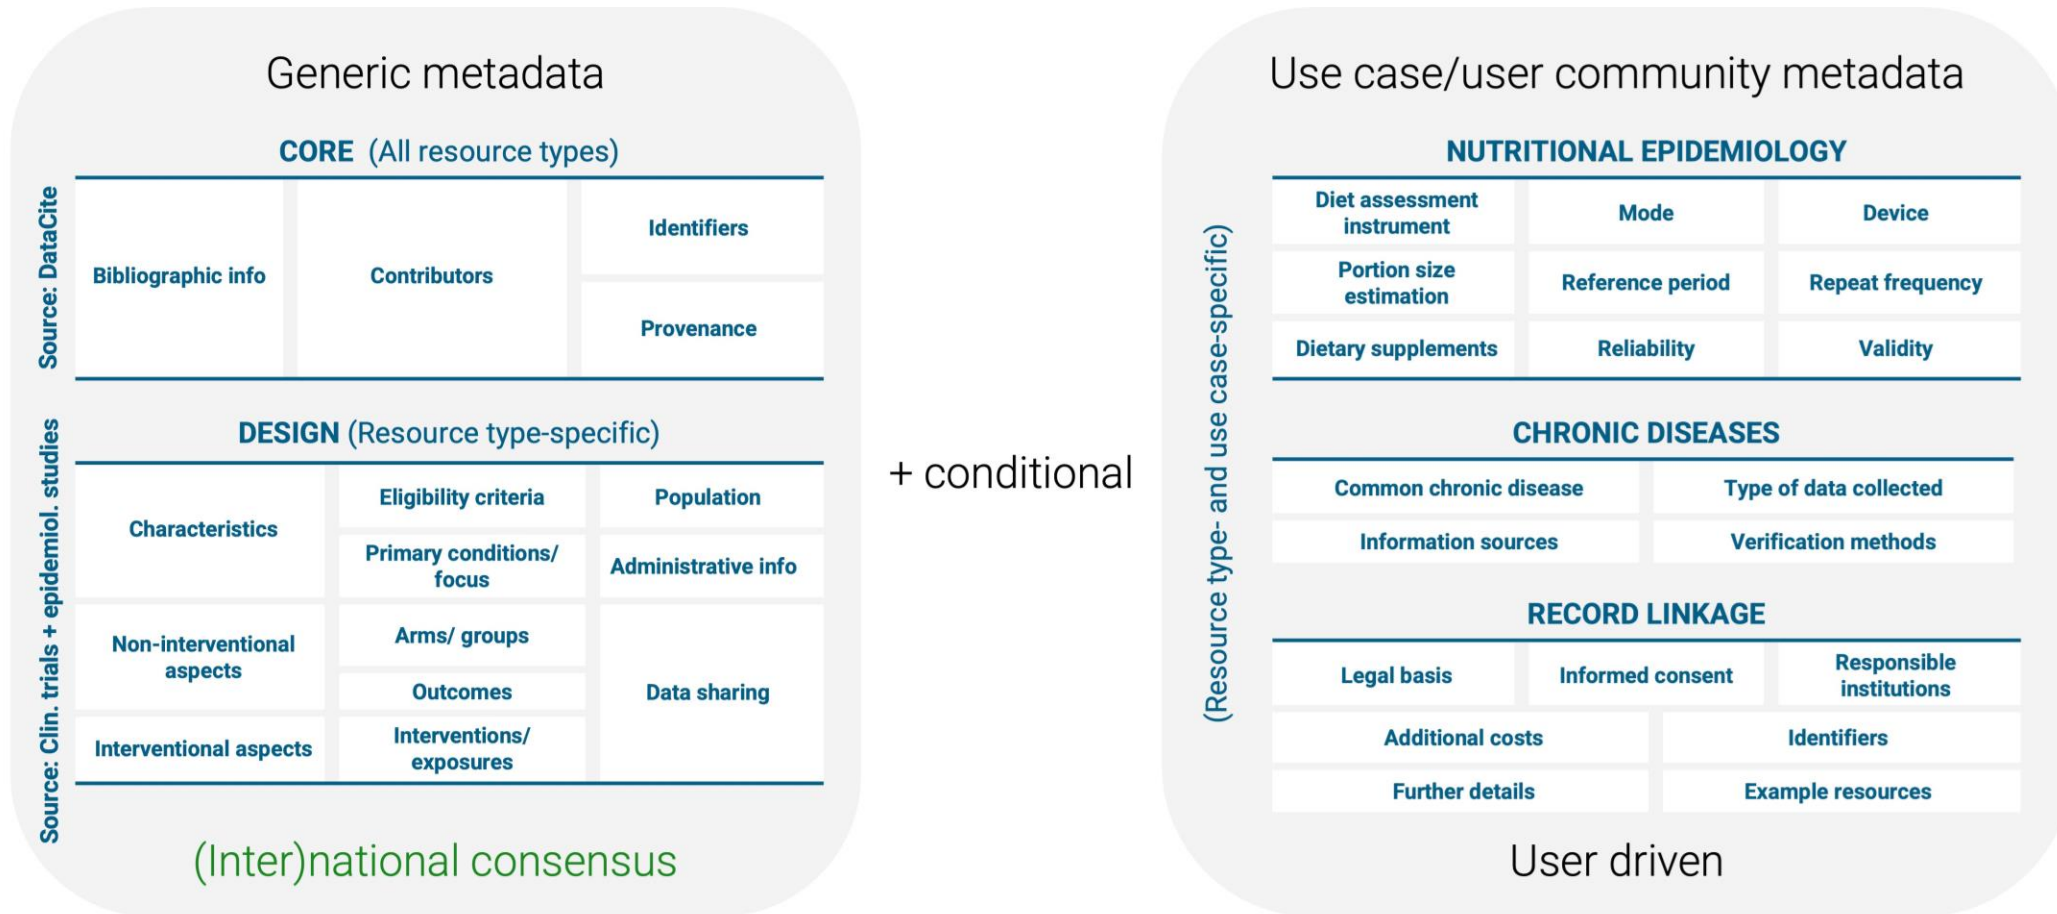 Generic metadata
CORE (All resource types)
Source: DataCite
Bibliographic info
Contributors
Identifiers
Provenance
DESIGN (Resource type-specific)
Source: Clin. trials + epidemiol. studies
Characteristics
Eligibility criteria
Population
Primary conditions/
focus
Administrative info
Non-interventional
aspects
Arms/ groups
Outcomes
Data sharing
Interventional aspects
Interventions/
exposures
(Inter)national consensus
+ conditional
Use case/user community metadata
(Resource type- and use case-specific)
NUTRITIONAL EPIDEMIOLOGY
Diet assessment
instrument
Mode
Device
Portion size
estimation
Reference period
Repeat frequency
Dietary supplements
Reliability
Validity
CHRONIC DISEASES
Common chronic disease
Type of data collected
Information sources
Verification methods
RECORD LINKAGE
Legal basis
Informed consent
Responsible
institutions
Additional costs
Identifiers
Further details
Example resources
User driven